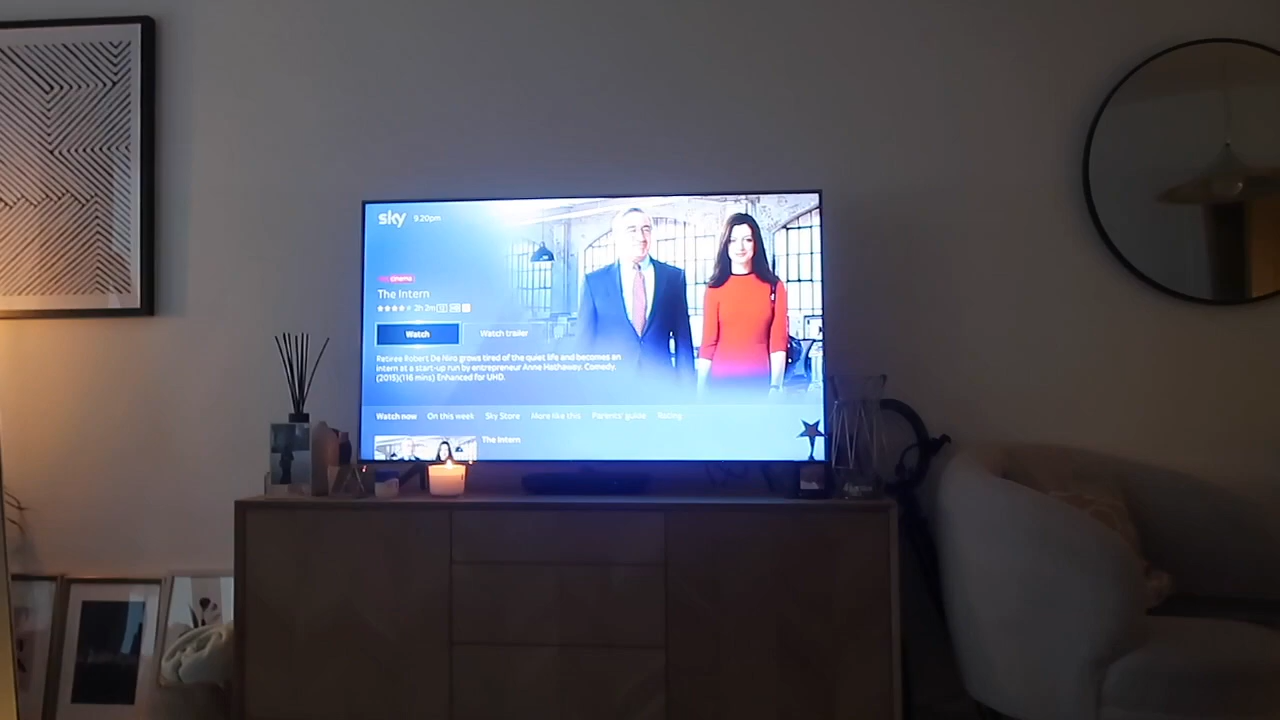 sky 9.20pm
cinema
The Intern
2h 2m 12 HD
Watch Watch trailer
Retiree Robert De Niro grows tired of the quiet life and becomes an
intern at a start-up run by entrepreneur Anne Hathaway. Comedy.
(2015)(116 mins) Enhanced for UHD.
Watch now On this week Sky Store More like this Parents' guide Rating
The Intern